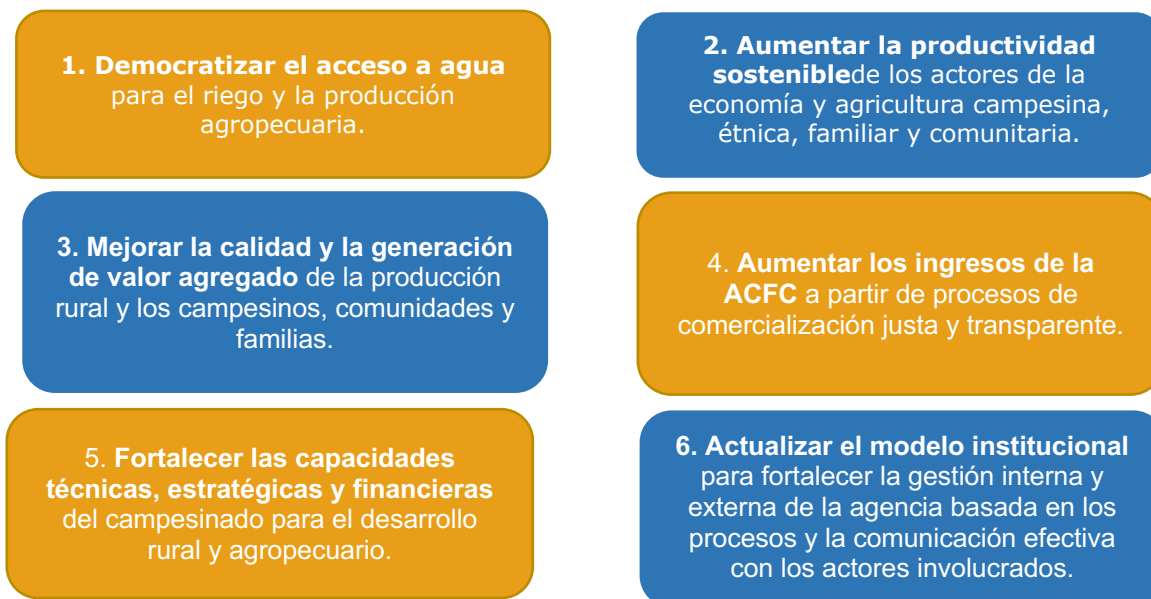 1. Democratizar el acceso a agua
para el riego y la producción
agropecuaria.
2. Aumentar la productividad
sosteniblede los actores de la
economía y agricultura campesina,
étnica, familiar y comunitaria.
3. Mejorar la calidad y la generación
de valor agregado de la producción
rural y los campesinos, comunidades y
familias.
4. Aumentar los ingresos de la
ACFC a partir de procesos de
comercialización justa y transparente.
5. Fortalecer las capacidades
técnicas, estratégicas y financieras
del campesinado para el desarrollo
rural y agropecuario.
6. Actualizar el modelo institucional
para fortalecer la gestión interna y
externa de la agencia basada en los
procesos y la comunicación efectiva
con los actores involucrados.